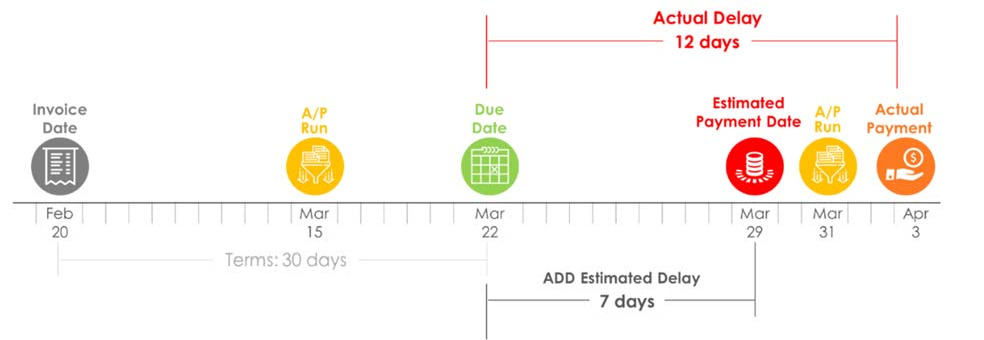 Actual Delay
12 days
Invoice
Date
A/P
Run
Due
Date
Estimated
Payment Date
A/P
Run
Actual
Payment
$
Feb
20
Mar
15
Mar
22
Mar
29
Mar
31
Apr
3
Terms: 30 days
ADD Estimated Delay
7 days